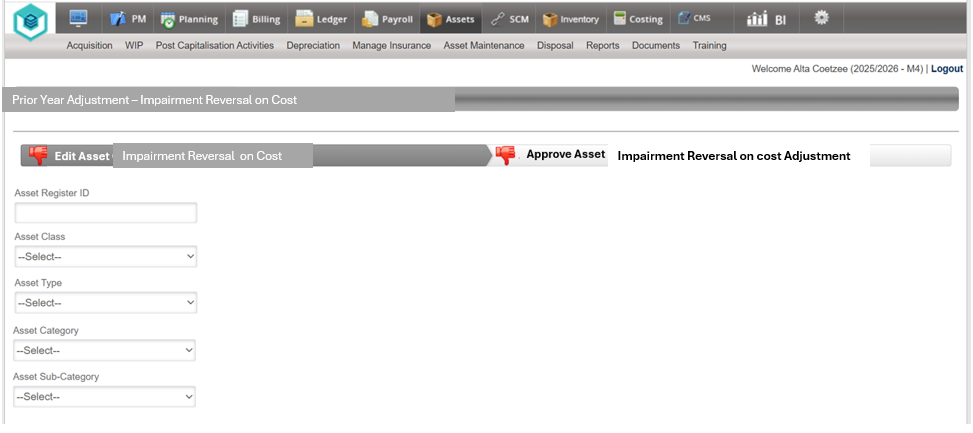 PM Planning Billing Ledger Payroll Assets SCM Inventory Costing CMS BI
Acquisition WIP Post Capitalisation Activities Depreciation Manage Insurance Asset Maintenance Disposal Reports Documents Training
Welcome Alta Coetzee (2025/2026 - M4) | Logout
Prior Year Adjustment – Impairment Reversal on Cost
Edit Asset Impairment Reversal on Cost Approve Asset Impairment Reversal on cost Adjustment
Asset Register ID
Asset Class
--Select--
Asset Type
--Select--
Asset Category
--Select--
Asset Sub-Category
--Select--